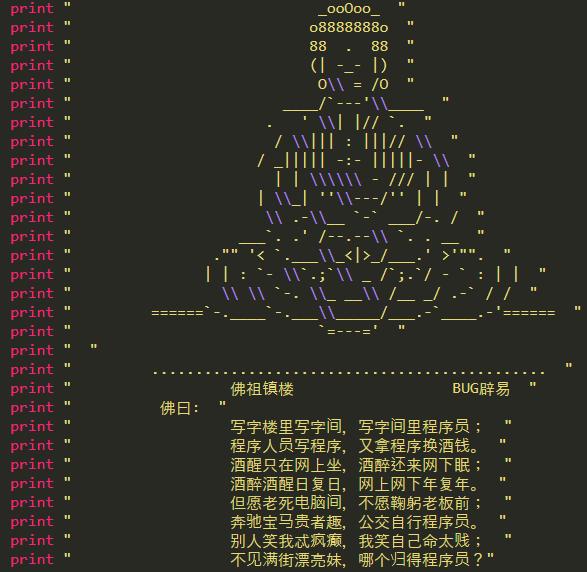 print "                            _ooOoo_  "
print "                           o8888888o  "
print "                           88  .  88  "
print "                           (| -_- |)  "
print "                            O\\ = /O  "
print "                        ____/`---'\\____  "
print "                      .   ' \\| |// `.  "
print "                       / \\||| : |||// \\  "
print "                     / _||||| -:- |||||- \\  "
print "                       | | \\\\\\ - /// | |  "
print "                     | \\_| ''\\---/'' | |  "
print "                      \\ .-\\__ `-` ___/-. /  "
print "                   ___`. .' /--.--\\ `. . __  "
print "                ."" '< `.___\\_<|>_/___.' >'"".  "
print "               | | : `- \\`.;`\\ _ /`;.`/ - ` : | |  "
print "                 \\ \\ `-. \\_ __\\ /__ _/ .-` / /  "
print "         ======`-.____`-.___\\_____/___.-`____.-'======  "
print "                            `=---='  "
print "  "
print "         .............................................  "
print "                  佛祖镇楼                  BUG辟易  "
print "          佛曰:  "
print "                  写字楼里写字间，写字间里程序员；  "
print "                  程序人员写程序，又拿程序换酒钱。  "
print "                  酒醒只在网上坐，酒醉还来网下眠；  "
print "                  酒醉酒醒日复日，网上网下年复年。  "
print "                  但愿老死电脑间，不愿鞠躬老板前；  "
print "                  奔驰宝马贵者趣，公交自行程序员。  "
print "                  别人笑我忒疯癫，我笑自己命太贱；  "
print "                  不见满街漂亮妹，哪个归得程序员？"